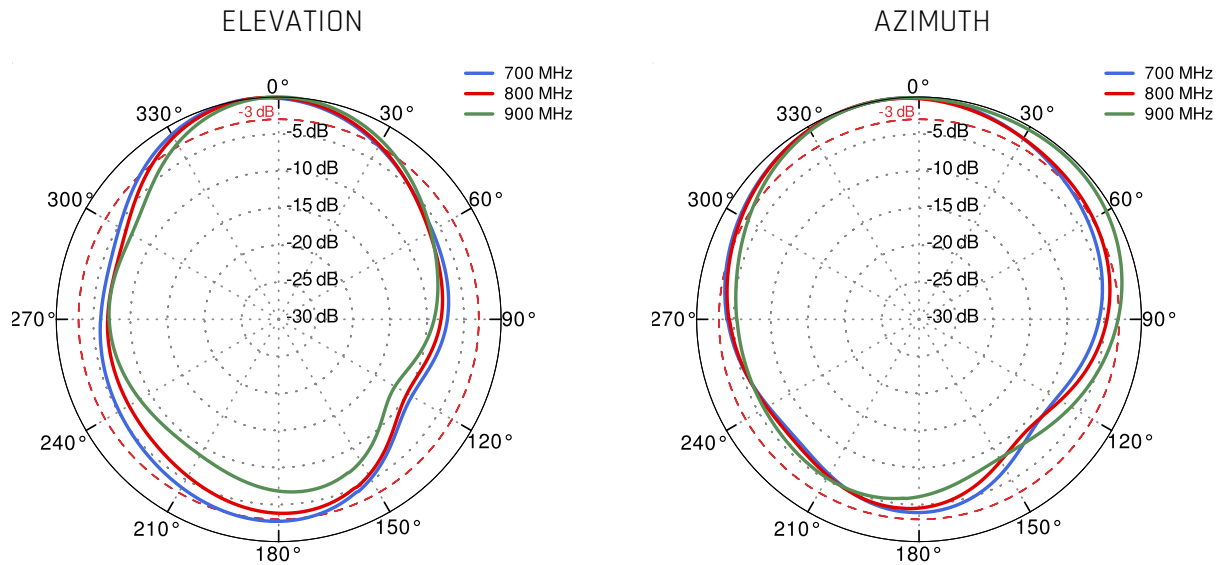 ELEVATION
700 MHz
800 MHz
900 MHz
0°
330°
30°
-3 dB
-5 dB
-10 dB
300°
60°
-15 dB
-20 dB
-25 dB
270°
-30 dB
90°
240°
120°
210°
150°
180°
AZIMUTH
700 MHz
800 MHz
900 MHz
0°
330°
30°
-3 dB
-5 dB
-10 dB
300°
60°
-15 dB
-20 dB
-25 dB
270°
-30 dB
90°
240°
120°
210°
150°
180°